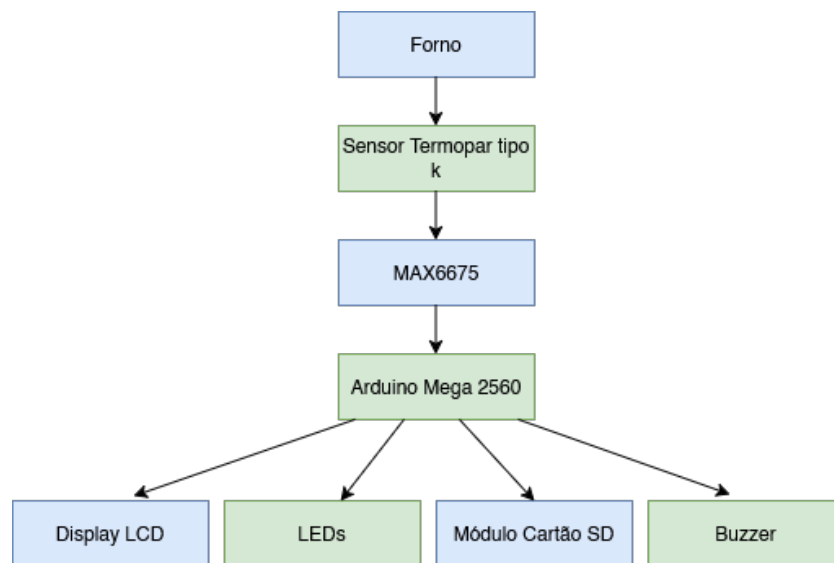 Forno
Sensor Termopar tipo
k
MAX6675
Arduino Mega 2560
Display LCD
LEDs
Módulo Cartão SD
Buzzer